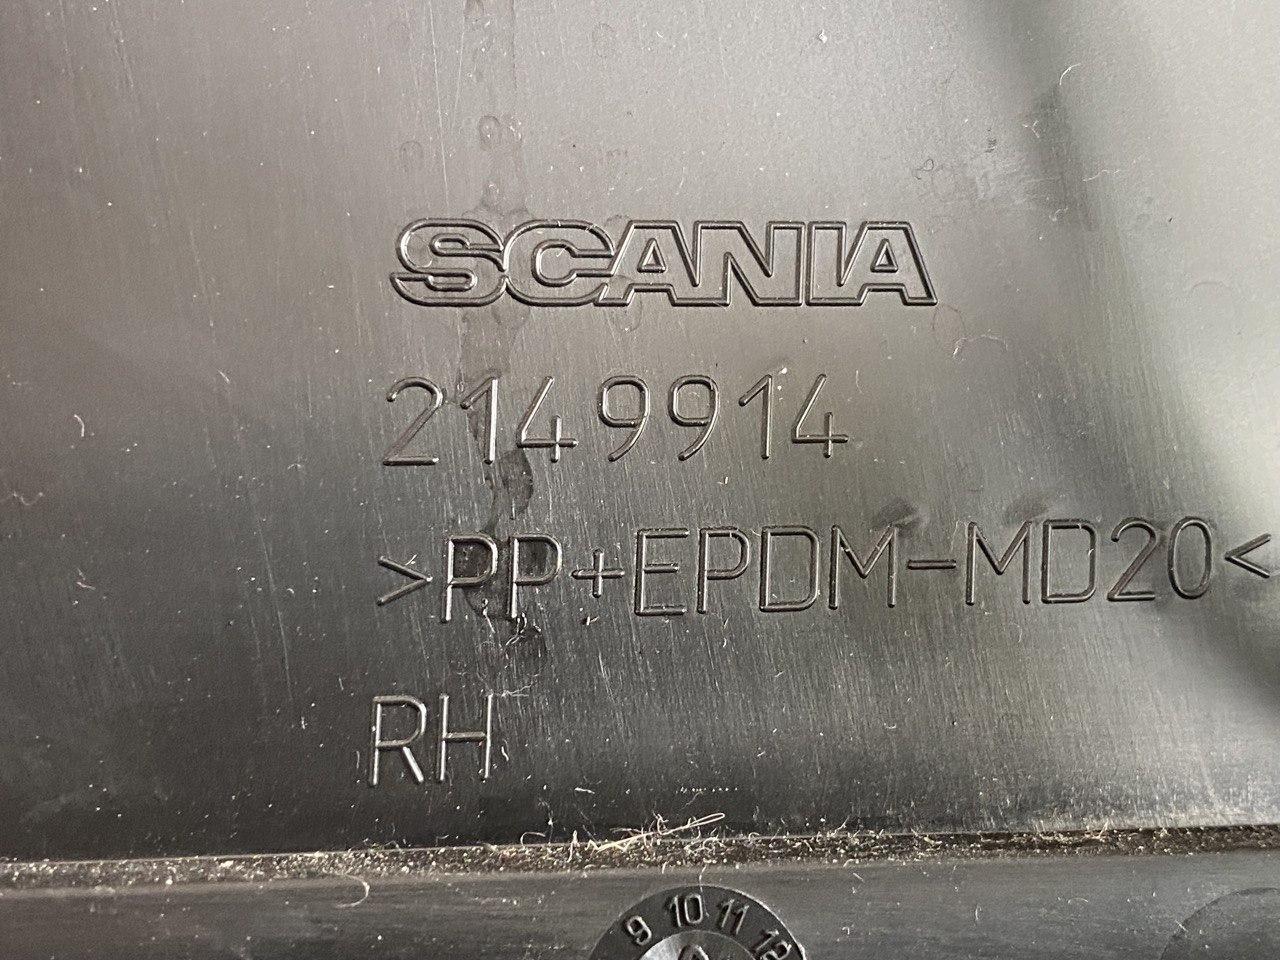 SCANIA
2149914
>PP+EPDM-MD20<
RH
9 10 11 12